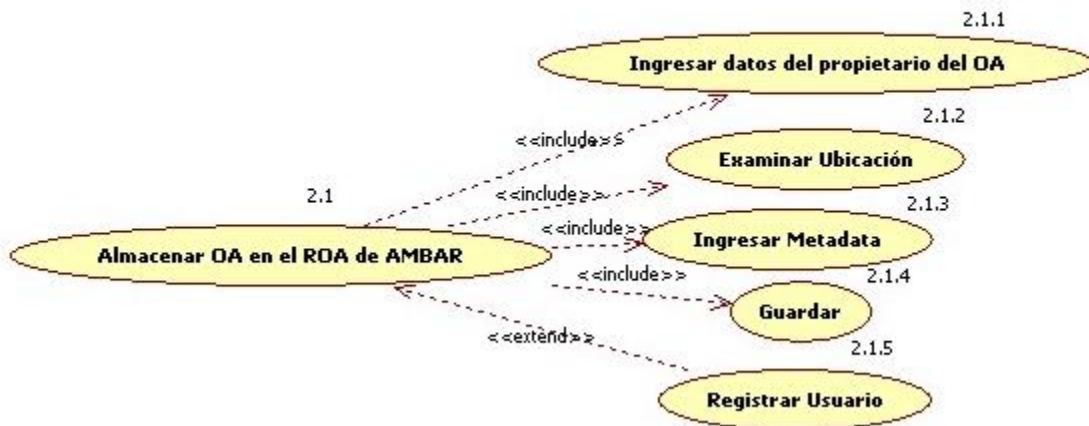 2.1.1
Ingresar datos del propietario del OA
2.1.2
<<include>>
Examinar Ubicación
2.1
<<include>>
2.1.3
<<include>>
Ingresar Metadata
Almacenar OA en el ROA de AMBAR
<<include>>
2.1.4
Guardar
<<extend>>
2.1.5
Registrar Usuario